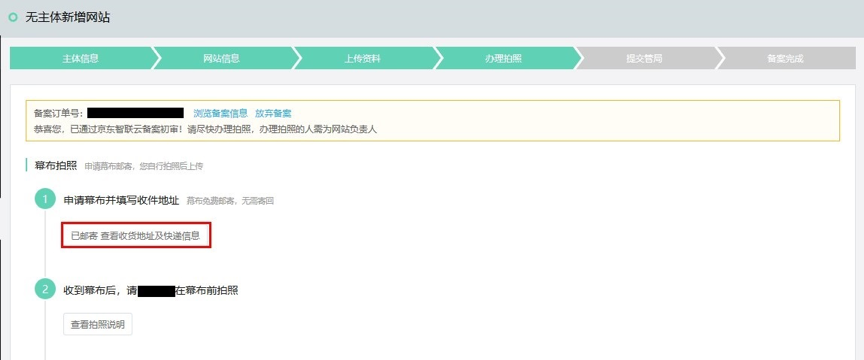 无主体新增网站
主体信息 网站信息 上传资料 办理拍照 提交管局 备案完成
备案订单号： 浏览备案信息 放弃备案
恭喜您，已通过京东智联云备案初审！请尽快办理拍照，办理拍照的人需为网站负责人
幕布拍照 申请幕布邮寄，您自行拍照后上传
1 申请幕布并填写收件地址 幕布免费邮寄，无需寄回
已邮寄 查看收货地址及快递信息
2 收到幕布后，请 在幕布前拍照
查看拍照说明